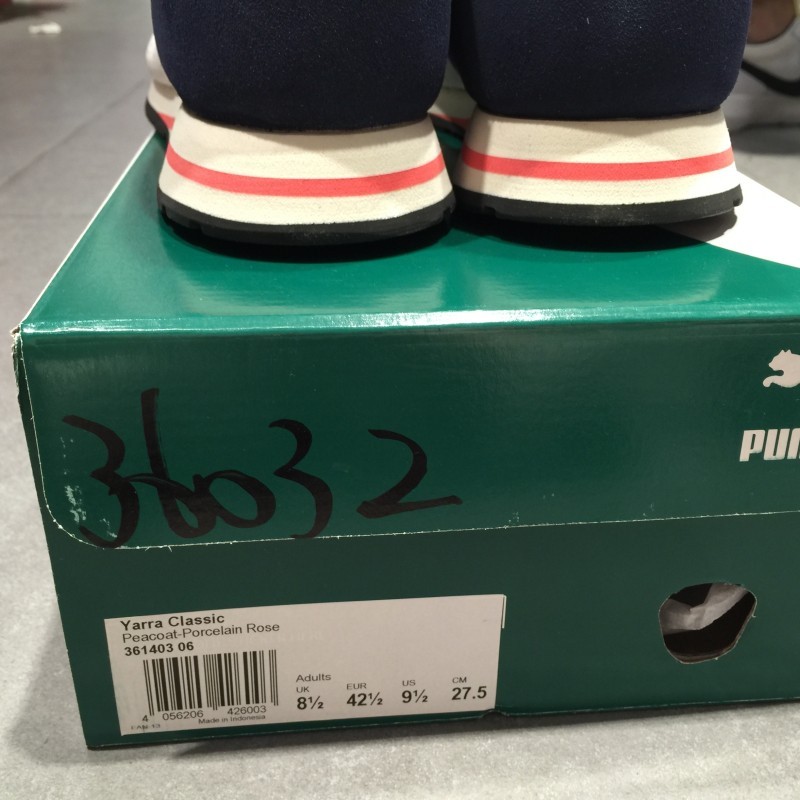 36032
PUM
Yarra Classic
Peacoat-Porcelain Rose
361403 06
Adults
UK EUR US CM
8½ 42½ 9½ 27.5
4 056206 426003
Made in Indonesia